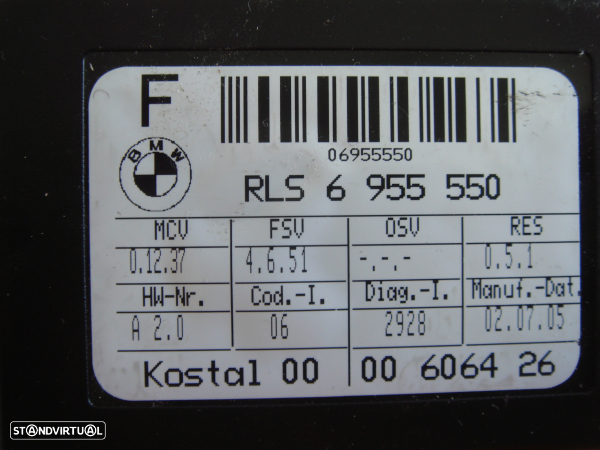 F
06955550
BMW
RLS 6 955 550
MCV FSV OSV RES
0.12.37 4.6.51 -.-.- 0.5.1
HW-Nr. Cod.-I. Diag.-I. Manuf.-Dat.
A 2.0 06 2928 02.07.05
Kostal 00 00 6064 26
STANDVIRTUAL